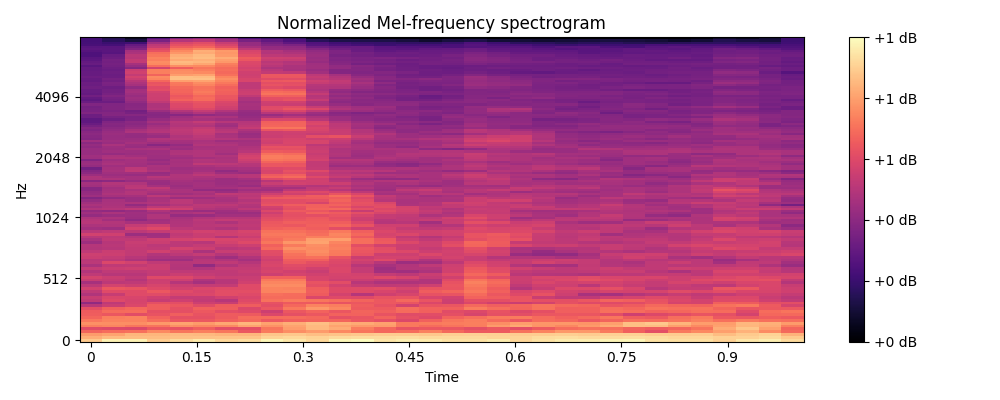 Normalized Mel-frequency spectrogram
Hz
4096
2048
1024
512
0
0 0.15 0.3 0.45 0.6 0.75 0.9
Time
+1 dB
+1 dB
+1 dB
+0 dB
+0 dB
+0 dB